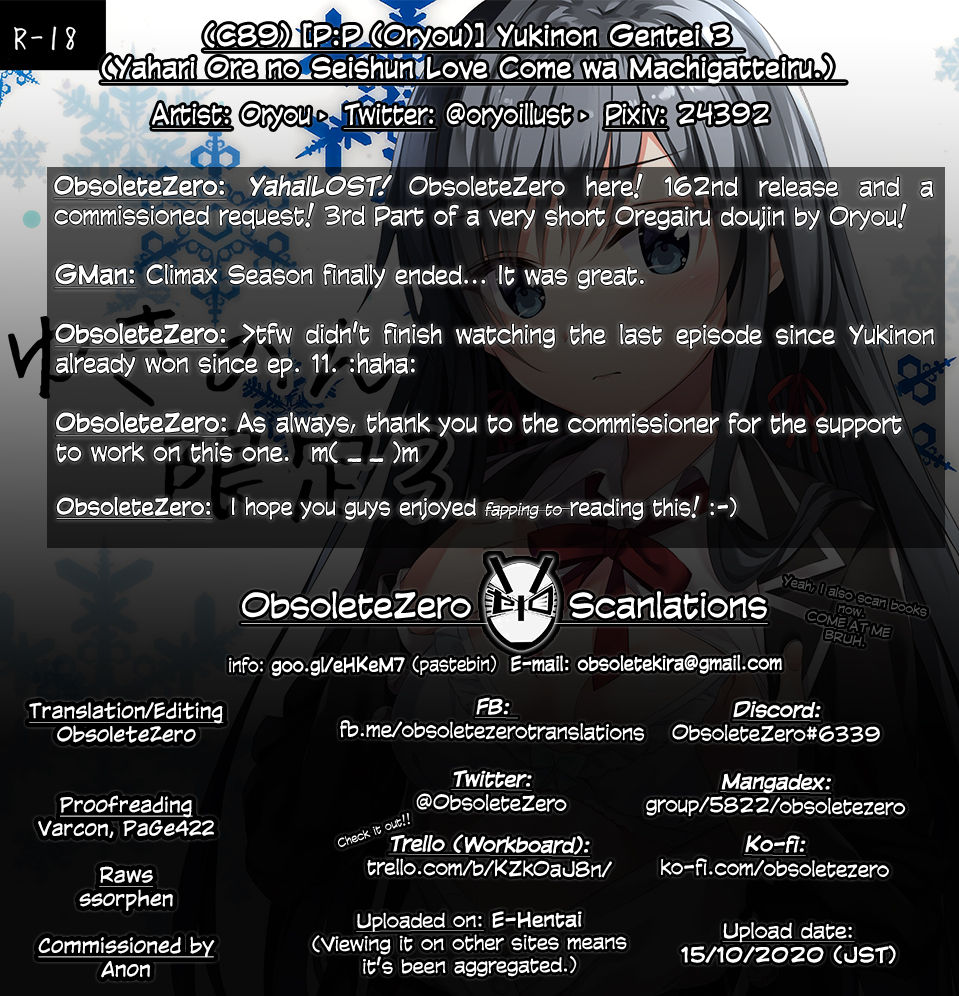 R-18
(C89) [P:P (Oryou)] Yukinon Gentei 3
(Yahari Ore no Seishun Love Come wa Machigatteiru.)
Artist: Oryou▸ Twitter: @oryoillust▸ Pixiv: 24392
ObsoleteZero: YahalLOST! ObsoleteZero here! 162nd release and a
commissioned request! 3rd Part of a very short Oregairu doujin by Oryou!
GMan: Climax Season finally ended... It was great.
ObsoleteZero: >tfw didn't finish watching the last episode since Yukinon
already won since ep. 11. :haha:
ゆきのん
限定3
ObsoleteZero: As always, thank you to the commissioner for the support
to work on this one. m( _ _ )m
ObsoleteZero: I hope you guys enjoyed fapping to reading this! :-)
ObsoleteZero Scanlations
Yeah, I also scan books
now.
COME AT ME
BRUH.
info: goo.gl/eHKeM7 (pastebin) E-mail: obsoletekira@gmail.com
Translation/Editing
ObsoleteZero
FB:
fb.me/obsoletezerotranslations
Discord:
ObsoleteZero#6339
Proofreading
Varcon, PaGe422
Twitter:
@ObsoleteZero
Mangadex:
group/5822/obsoletezero
Check it out!!
Trello (Workboard):
trello.com/b/KZkOaJ8n/
Ko-fi:
ko-fi.com/obsoletezero
Raws
ssorphen
Commissioned by
Anon
Uploaded on: E-Hentai
(Viewing it on other sites means
it's been aggregated.)
Upload date:
15/10/2020 (JST)